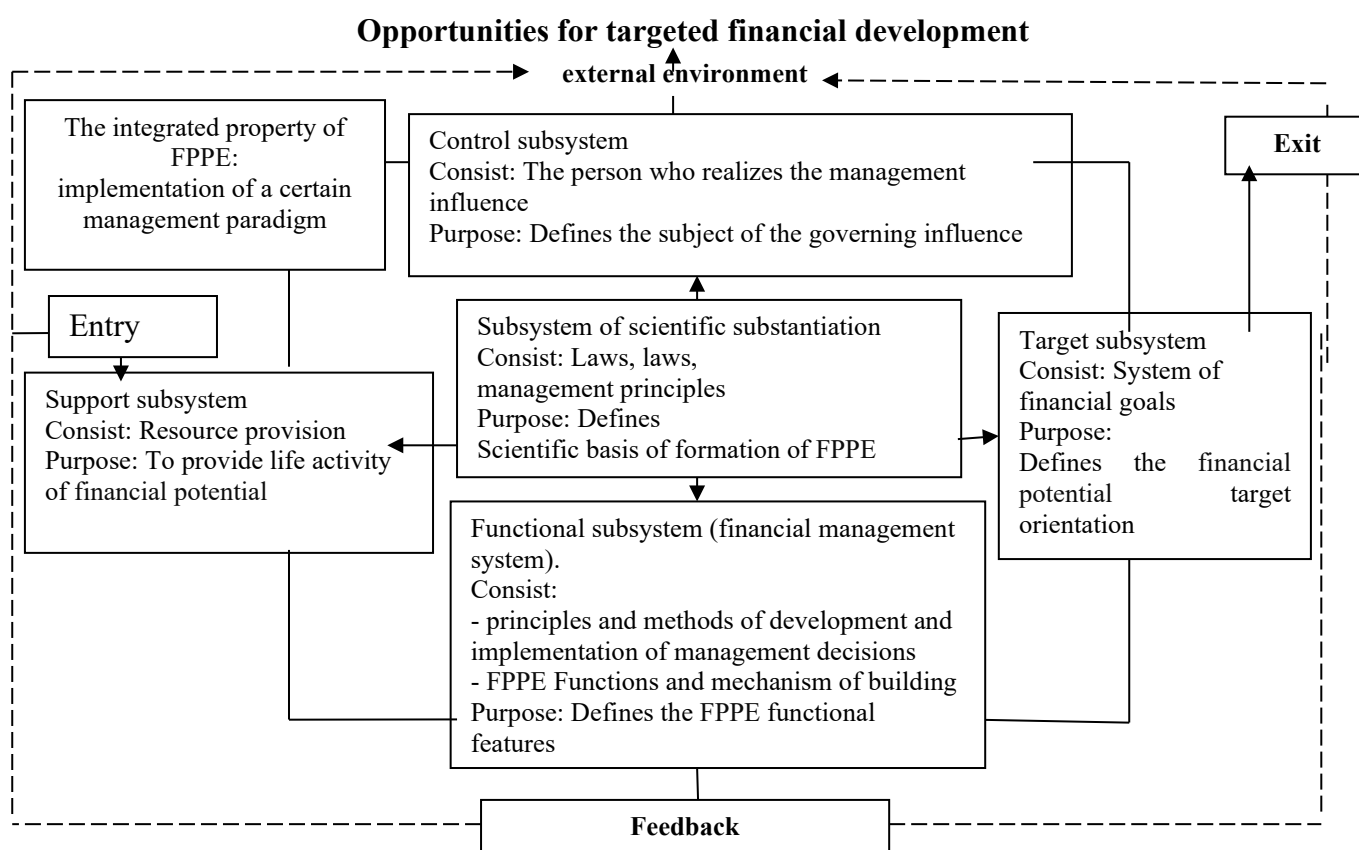 Opportunities for targeted financial development
external environment
The integrated property of
FPPE:
implementation of a certain
management paradigm
Control subsystem
Consist: The person who realizes the management
influence
Purpose: Defines the subject of the governing influence
Exit
Entry
Subsystem of scientific substantiation
Consist: Laws, laws,
management principles
Purpose: Defines
Scientific basis of formation of FPPE
Target subsystem
Consist: System of
financial goals
Purpose:
Defines the financial
potential target
orientation
Support subsystem
Consist: Resource provision
Purpose: To provide life activity
of financial potential
Functional subsystem (financial management
system).
Consist:
- principles and methods of development and
implementation of management decisions
- FPPE Functions and mechanism of building
Purpose: Defines the FPPE functional
features
Feedback